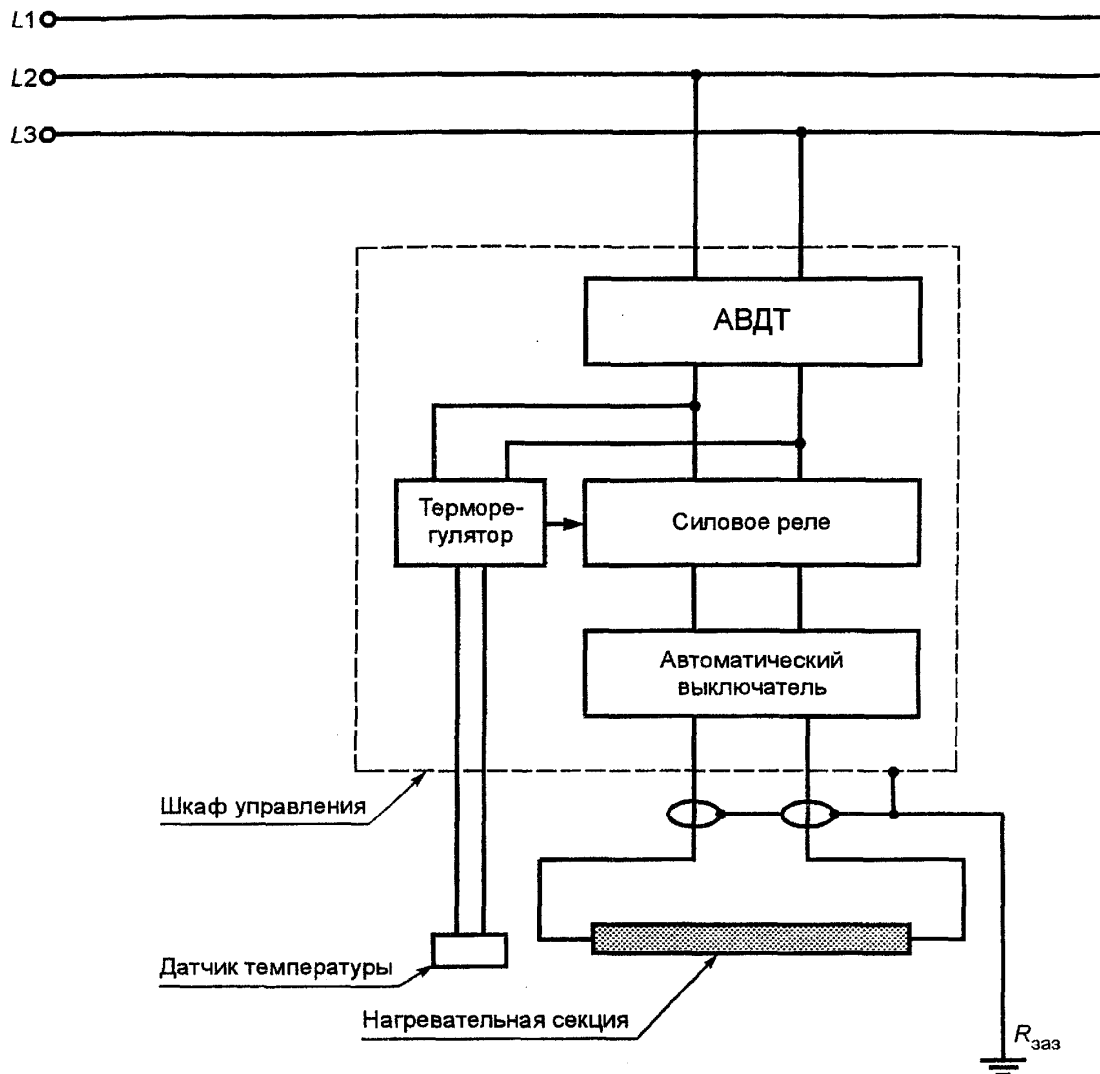 L1
L2
L3
АВДТ
Терморе-
гулятор
Силовое реле
Автоматический
выключатель
Шкаф управления
Датчик температуры
Нагревательная секция
Rзаз